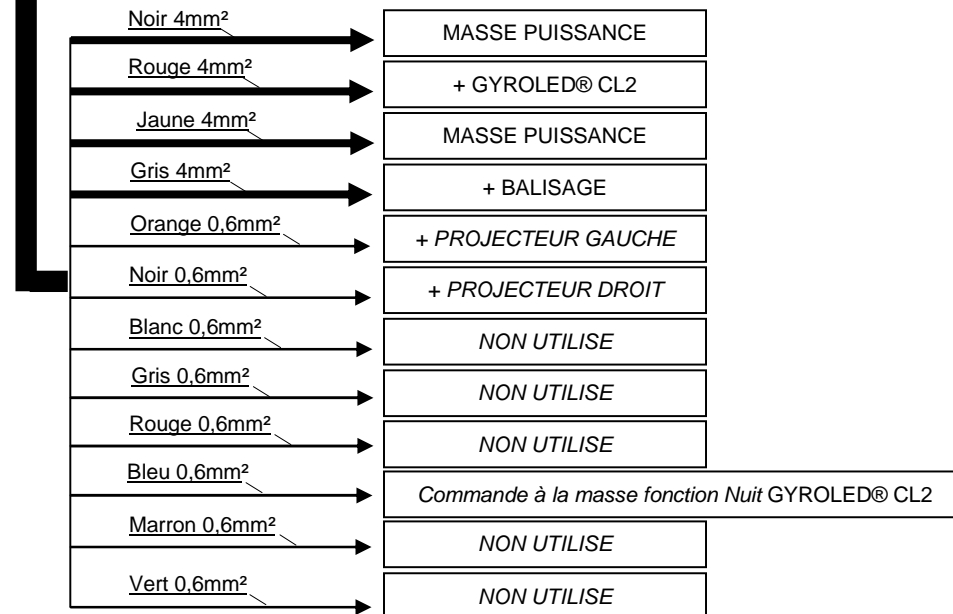 Noir 4mm² MASSE PUISSANCE
Rouge 4mm² + GYROLED® CL2
Jaune 4mm² MASSE PUISSANCE
Gris 4mm² + BALISAGE
Orange 0,6mm² + PROJECTEUR GAUCHE
Noir 0,6mm² + PROJECTEUR DROIT
Blanc 0,6mm² NON UTILISE
Gris 0,6mm² NON UTILISE
Rouge 0,6mm² NON UTILISE
Bleu 0,6mm² Commande à la masse fonction Nuit GYROLED® CL2
Marron 0,6mm² NON UTILISE
Vert 0,6mm² NON UTILISE